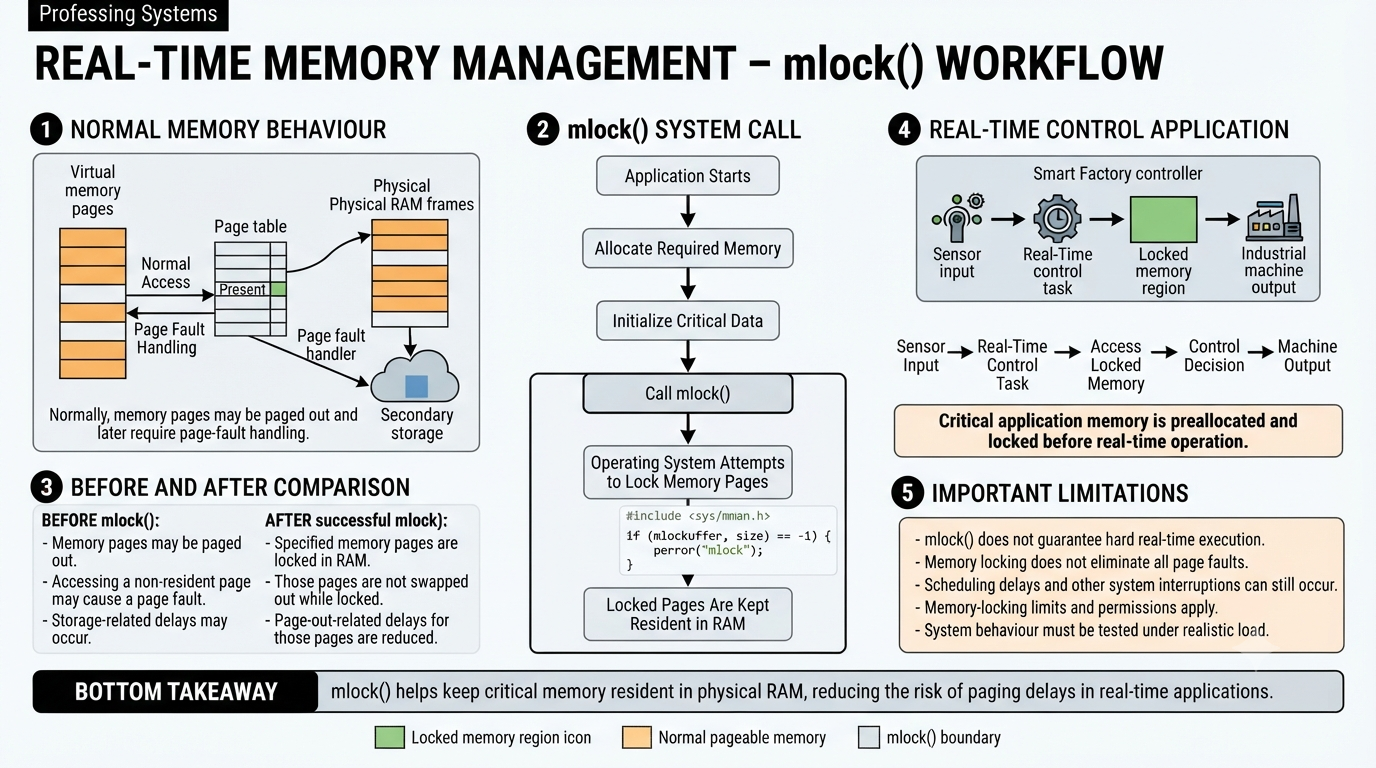 Professing Systems
REAL-TIME MEMORY MANAGEMENT – mlock() WORKFLOW
1 NORMAL MEMORY BEHAVIOUR
Virtual
memory
pages
Page table
Physical
Physical RAM frames
Normal
Access
Present
Page Fault
Handling
Page fault
handler
Secondary
storage
Normally, memory pages may be paged out and
later require page-fault handling.
2 mlock() SYSTEM CALL
Application Starts
Allocate Required Memory
Initialize Critical Data
Call mlock()
Operating System Attempts
to Lock Memory Pages
#include <sys/mman.h>
if (mlockuffer, size) == -1) {
perror("mlock");
}
Locked Pages Are Kept
Resident in RAM
3 BEFORE AND AFTER COMPARISON
BEFORE mlock():
- Memory pages may be paged
out.
- Accessing a non-resident page
may cause a page fault.
- Storage-related delays may
occur.
AFTER successful mlock):
- Specified memory pages are
locked in RAM.
- Those pages are not swapped
out while locked.
- Page-out-related delays for
those pages are reduced.
4 REAL-TIME CONTROL APPLICATION
Smart Factory controller
Sensor
input
Real-Time
control
task
Locked
memory
region
Industrial
machine
output
Sensor
Input
Real-Time
Control
Task
Access
Locked
Memory
Control
Decision
Machine
Output
Critical application memory is preallocated and
locked before real-time operation.
5 IMPORTANT LIMITATIONS
- mlock() does not guarantee hard real-time execution.
- Memory locking does not eliminate all page faults.
- Scheduling delays and other system interruptions can still occur.
- Memory-locking limits and permissions apply.
- System behaviour must be tested under realistic load.
BOTTOM TAKEAWAY
mlock() helps keep critical memory resident in physical RAM, reducing the risk of paging delays in real-time applications.
Locked memory region icon
Normal pageable memory
mlock() boundary